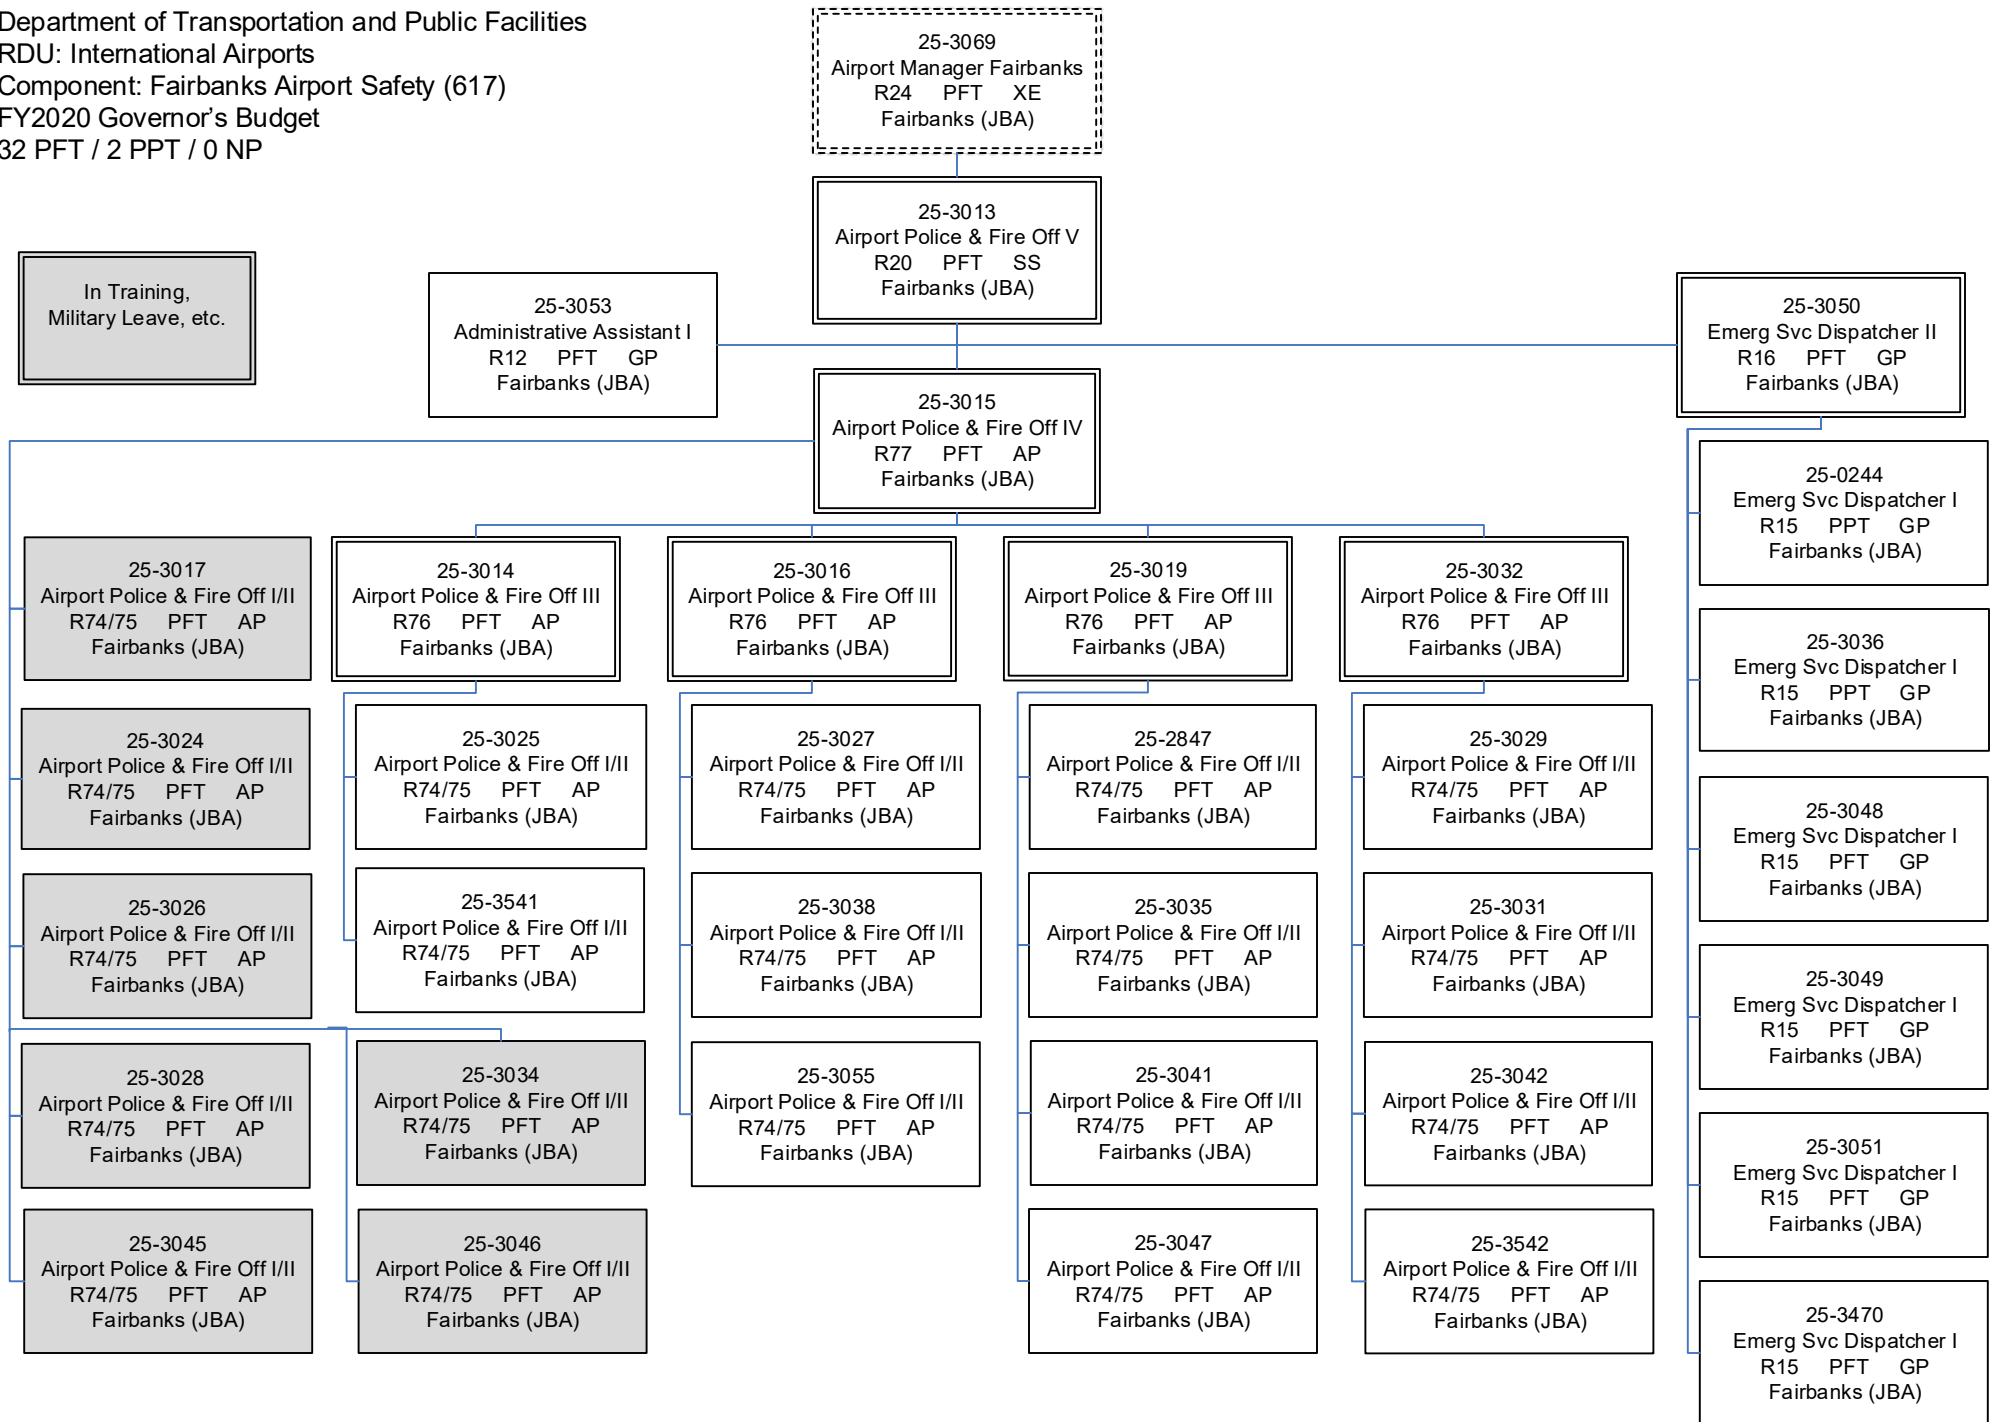 Department of Transportation and Public Facilities
RDU: International Airports
Component: Fairbanks Airport Safety (617)
FY2020 Governor's Budget
32 PFT / 2 PPT / 0 NP
25-3069
Airport Manager Fairbanks
R24 PFT XE
Fairbanks (JBA)
25-3013
Airport Police & Fire Off V
R20 PFT SS
Fairbanks (JBA)
In Training,
Military Leave, etc.
25-3053
Administrative Assistant I
R12 PFT GP
Fairbanks (JBA)
25-3050
Emerg Svc Dispatcher II
R16 PFT GP
Fairbanks (JBA)
25-3015
Airport Police & Fire Off IV
R77 PFT AP
Fairbanks (JBA)
25-3017
Airport Police & Fire Off I/II
R74/75 PFT AP
Fairbanks (JBA)
25-3024
Airport Police & Fire Off I/II
R74/75 PFT AP
Fairbanks (JBA)
25-3026
Airport Police & Fire Off I/II
R74/75 PFT AP
Fairbanks (JBA)
25-3028
Airport Police & Fire Off I/II
R74/75 PFT AP
Fairbanks (JBA)
25-3045
Airport Police & Fire Off I/II
R74/75 PFT AP
Fairbanks (JBA)
25-3034
Airport Police & Fire Off I/II
R74/75 PFT AP
Fairbanks (JBA)
25-3046
Airport Police & Fire Off I/II
R74/75 PFT AP
Fairbanks (JBA)
25-3014
Airport Police & Fire Off III
R76 PFT AP
Fairbanks (JBA)
25-3025
Airport Police & Fire Off I/II
R74/75 PFT AP
Fairbanks (JBA)
25-3541
Airport Police & Fire Off I/II
R74/75 PFT AP
Fairbanks (JBA)
25-3016
Airport Police & Fire Off III
R76 PFT AP
Fairbanks (JBA)
25-3027
Airport Police & Fire Off I/II
R74/75 PFT AP
Fairbanks (JBA)
25-3038
Airport Police & Fire Off I/II
R74/75 PFT AP
Fairbanks (JBA)
25-3055
Airport Police & Fire Off I/II
R74/75 PFT AP
Fairbanks (JBA)
25-3019
Airport Police & Fire Off III
R76 PFT AP
Fairbanks (JBA)
25-2847
Airport Police & Fire Off I/II
R74/75 PFT AP
Fairbanks (JBA)
25-3035
Airport Police & Fire Off I/II
R74/75 PFT AP
Fairbanks (JBA)
25-3041
Airport Police & Fire Off I/II
R74/75 PFT AP
Fairbanks (JBA)
25-3047
Airport Police & Fire Off I/II
R74/75 PFT AP
Fairbanks (JBA)
25-3032
Airport Police & Fire Off III
R76 PFT AP
Fairbanks (JBA)
25-3029
Airport Police & Fire Off I/II
R74/75 PFT AP
Fairbanks (JBA)
25-3031
Airport Police & Fire Off I/II
R74/75 PFT AP
Fairbanks (JBA)
25-3042
Airport Police & Fire Off I/II
R74/75 PFT AP
Fairbanks (JBA)
25-3542
Airport Police & Fire Off I/II
R74/75 PFT AP
Fairbanks (JBA)
25-0244
Emerg Svc Dispatcher I
R15 PPT GP
Fairbanks (JBA)
25-3036
Emerg Svc Dispatcher I
R15 PPT GP
Fairbanks (JBA)
25-3048
Emerg Svc Dispatcher I
R15 PFT GP
Fairbanks (JBA)
25-3049
Emerg Svc Dispatcher I
R15 PFT GP
Fairbanks (JBA)
25-3051
Emerg Svc Dispatcher I
R15 PFT GP
Fairbanks (JBA)
25-3470
Emerg Svc Dispatcher I
R15 PFT GP
Fairbanks (JBA)